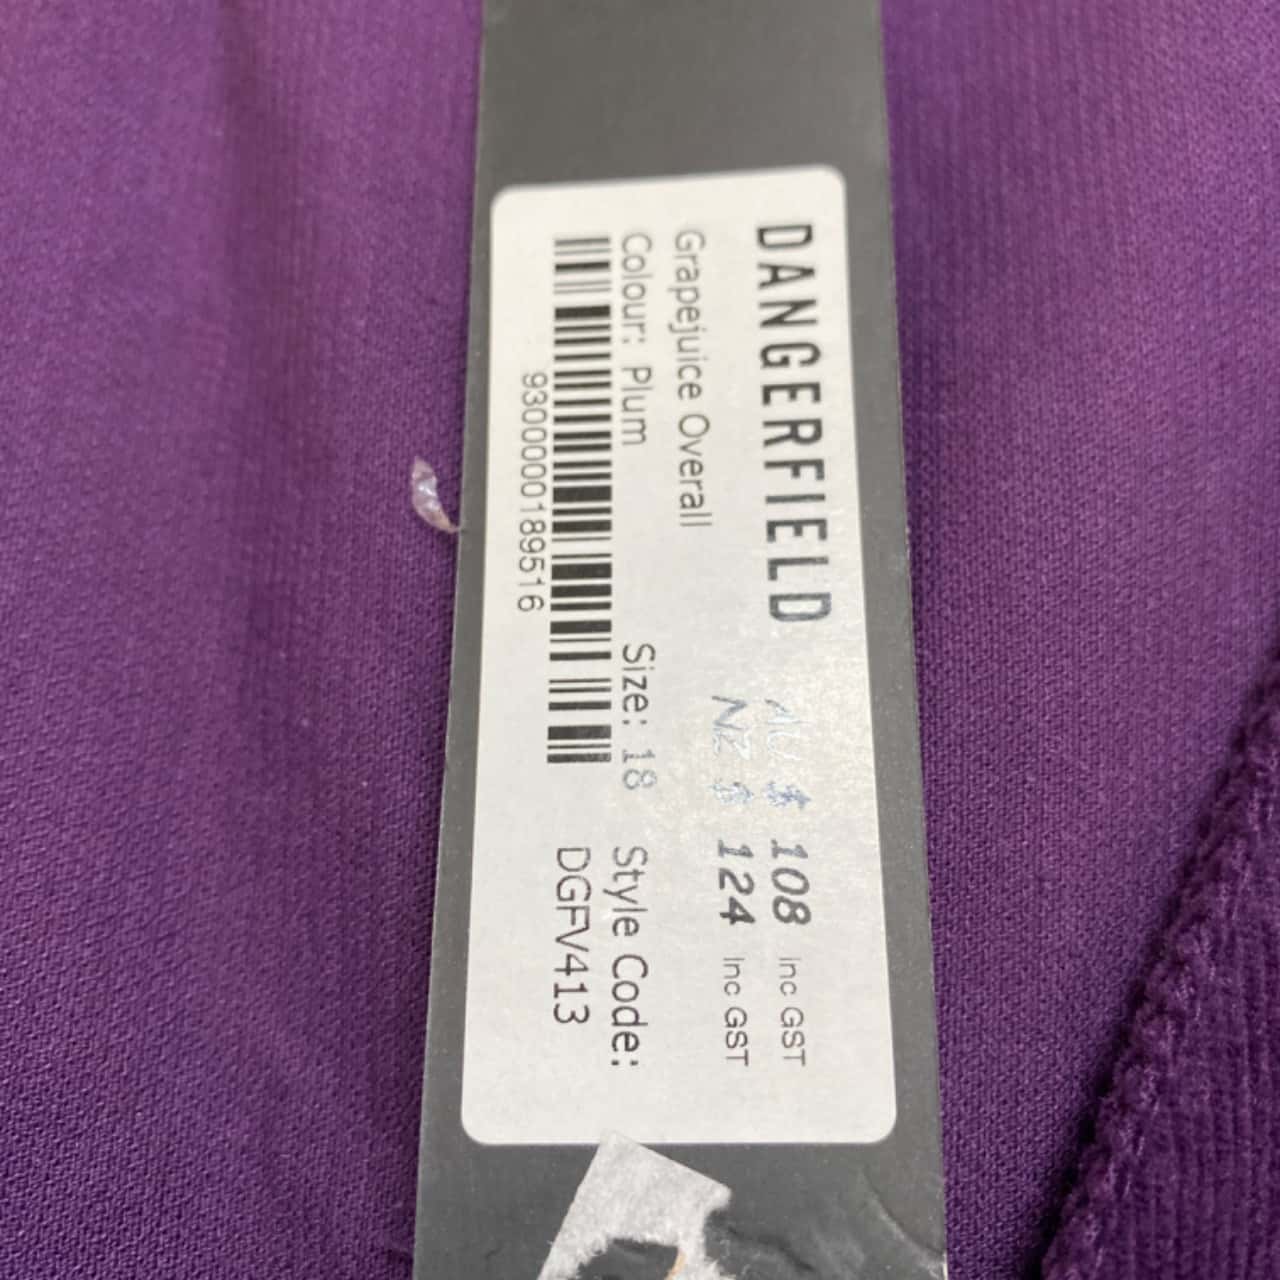 DANGERFIELD
AU $ 108 inc GST
NZ $ 124 inc GST
Grapejuice Overall
Colour: Plum Size: 18 Style Code:
DGFV413
9300000189516